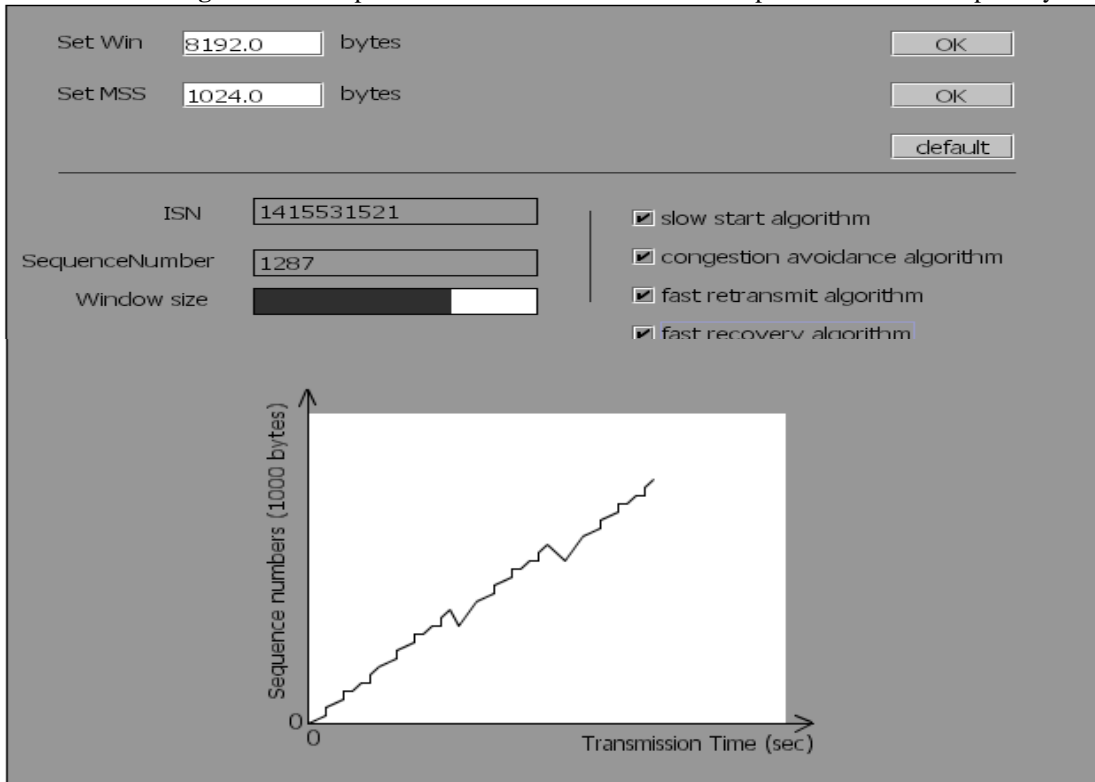 Set Win 8192.0 bytes OK
Set MSS 1024.0 bytes OK
default
ISN 1415531521
SequenceNumber 1287
Window size
slow start algorithm
congestion avoidance algorithm
fast retransmit algorithm
fast recovery algorithm
Sequence numbers (1000 bytes)
0
0
Transmission Time (sec)